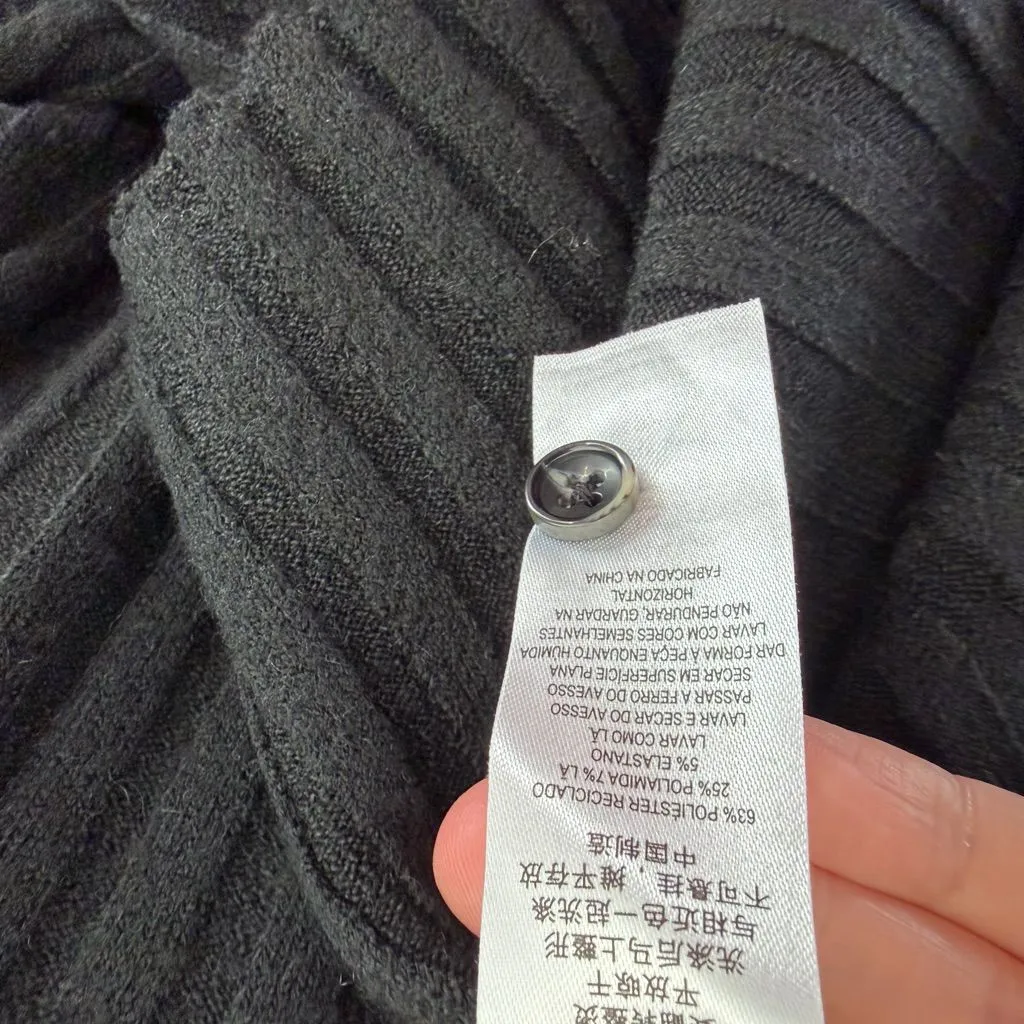 平放晾干
洗涤后马上整形
与相近色一起洗涤
不可悬挂，摊平存放
中国制造
63% POLIÉSTER RECICLADO
25% POLIAMIDA 7% LÃ
5% ELASTANO
LAVAR COMO LÃ
LAVAR E SECAR DO AVESSO
PASSAR A FERRO DO AVESSO
SECAR EM SUPERFÍCIE PLANA
DAR FORMA À PEÇA ENQUANTO HUMIDA
LAVAR COM CORES SEMELHANTES
NÃO PENDURAR, GUARDAR NA
HORIZONTAL
FABRICADO NA CHINA